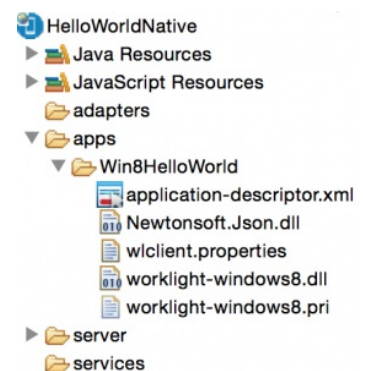 HelloWorldNative
Java Resources
JavaScript Resources
adapters
apps
Win8HelloWorld
application-descriptor.xml
Newtonsoft.Json.dll
wlclient.properties
worklight-windows8.dll
worklight-windows8.pri
server
services